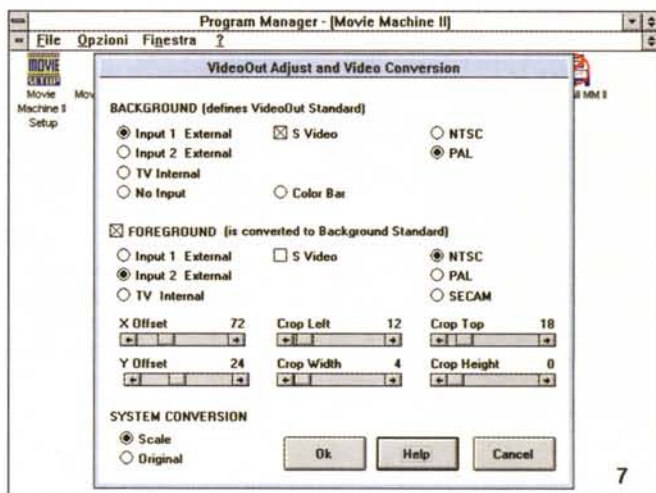 Program Manager - [Movie Machine II]
File Opzioni Finestra ?
MOVIE
SETUP
Movie
Machine II
Setup
VideoOut Adjust and Video Conversion
BACKGROUND (defines VideoOut Standard)
Input 1 External S Video NTSC
Input 2 External PAL
TV Internal
No Input Color Bar
FOREGROUND (is converted to Background Standard)
Input 1 External S Video NTSC
Input 2 External PAL
TV Internal SECAM
X Offset 72 Crop Left 12 Crop Top 18
Y Offset 24 Crop Width 4 Crop Height 0
SYSTEM CONVERSION
Scale
Original
Ok Help Cancel
7